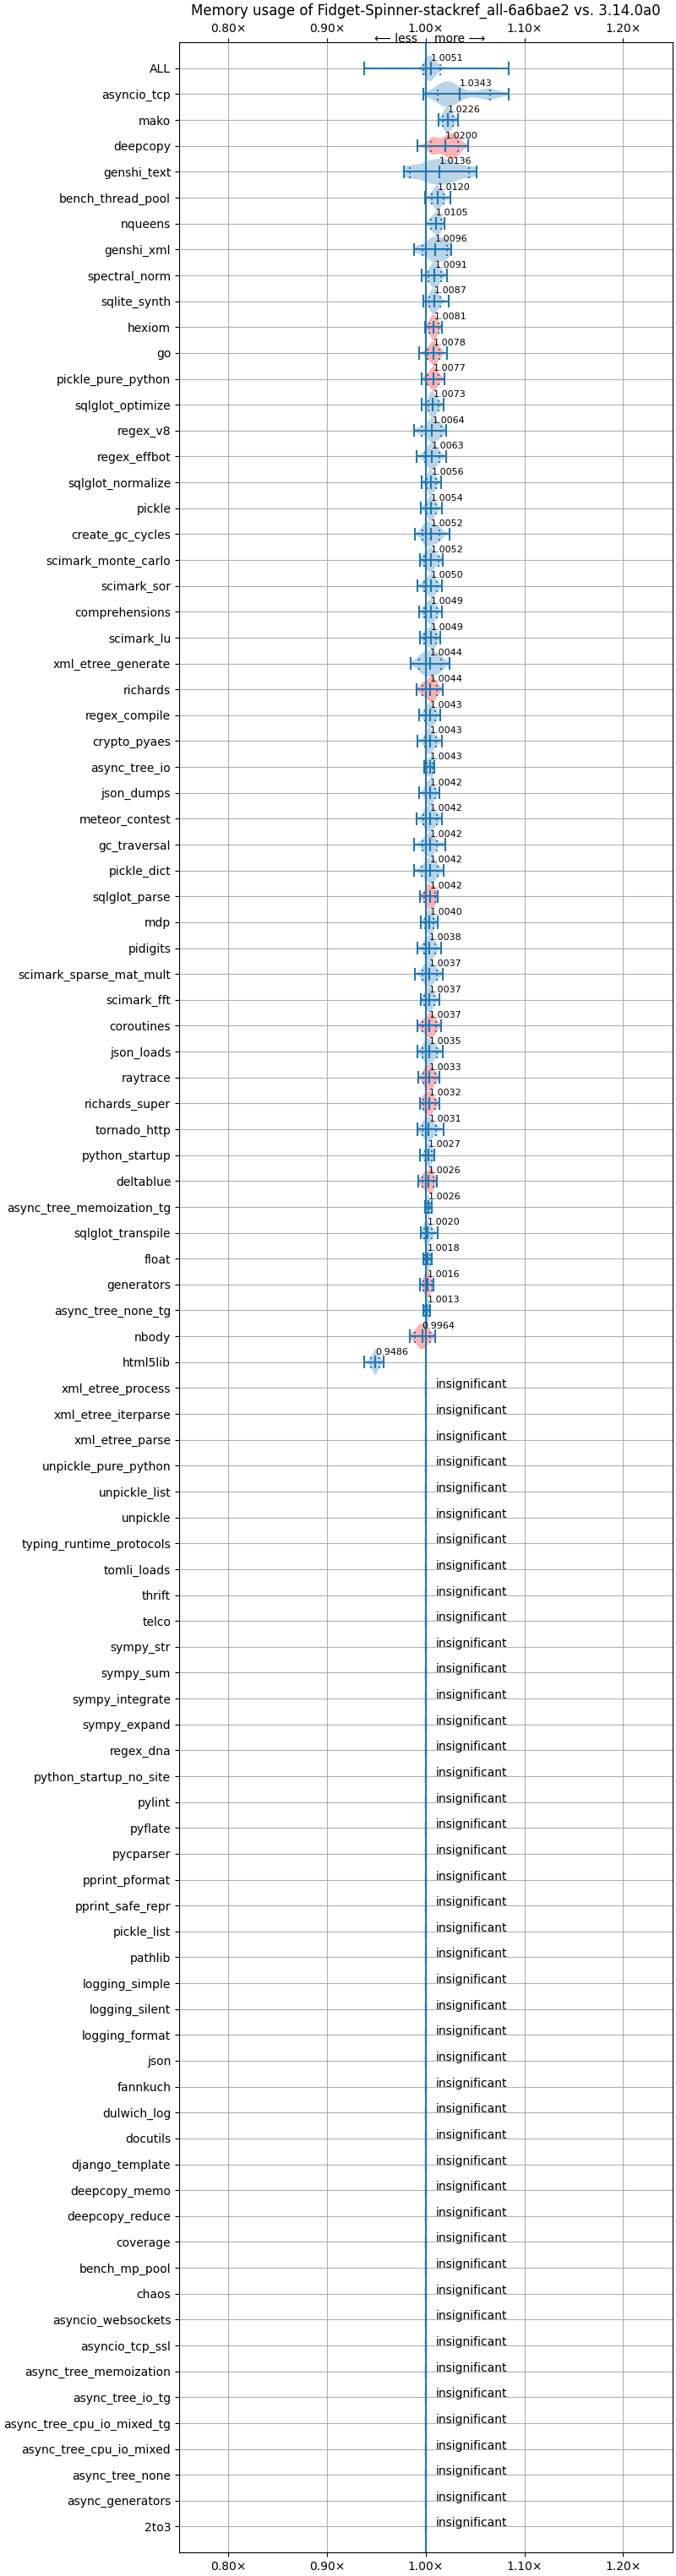 Memory usage of Fidget-Spinner-stackref_all-6a6bae2 vs. 3.14.0a0
0.80× 0.90× 1.00× 1.10× 1.20×
⟵ less more ⟶
ALL 1.0051
asyncio_tcp 1.0343
mako 1.0226
deepcopy 1.0200
genshi_text 1.0136
bench_thread_pool 1.0120
nqueens 1.0105
genshi_xml 1.0096
spectral_norm 1.0091
sqlite_synth 1.0087
hexiom 1.0081
go 1.0078
pickle_pure_python 1.0077
sqlglot_optimize 1.0073
regex_v8 1.0064
regex_effbot 1.0063
sqlglot_normalize 1.0056
pickle 1.0054
create_gc_cycles 1.0052
scimark_monte_carlo 1.0052
scimark_sor 1.0050
comprehensions 1.0049
scimark_lu 1.0049
xml_etree_generate 1.0044
richards 1.0044
regex_compile 1.0043
crypto_pyaes 1.0043
async_tree_io 1.0043
json_dumps 1.0042
meteor_contest 1.0042
gc_traversal 1.0042
pickle_dict 1.0042
sqlglot_parse 1.0042
mdp 1.0040
pidigits 1.0038
scimark_sparse_mat_mult 1.0037
scimark_fft 1.0037
coroutines 1.0037
json_loads 1.0035
raytrace 1.0033
richards_super 1.0032
tornado_http 1.0031
python_startup 1.0027
deltablue 1.0026
async_tree_memoization_tg 1.0026
sqlglot_transpile 1.0020
float 1.0018
generators 1.0016
async_tree_none_tg 1.0013
nbody 0.9964
html5lib 0.9486
xml_etree_process insignificant
xml_etree_iterparse insignificant
xml_etree_parse insignificant
unpickle_pure_python insignificant
unpickle_list insignificant
unpickle insignificant
typing_runtime_protocols insignificant
tomli_loads insignificant
thrift insignificant
telco insignificant
sympy_str insignificant
sympy_sum insignificant
sympy_integrate insignificant
sympy_expand insignificant
regex_dna insignificant
python_startup_no_site insignificant
pylint insignificant
pyflate insignificant
pycparser insignificant
pprint_pformat insignificant
pprint_safe_repr insignificant
pickle_list insignificant
pathlib insignificant
logging_simple insignificant
logging_silent insignificant
logging_format insignificant
json insignificant
fannkuch insignificant
dulwich_log insignificant
docutils insignificant
django_template insignificant
deepcopy_memo insignificant
deepcopy_reduce insignificant
coverage insignificant
bench_mp_pool insignificant
chaos insignificant
asyncio_websockets insignificant
asyncio_tcp_ssl insignificant
async_tree_memoization insignificant
async_tree_io_tg insignificant
async_tree_cpu_io_mixed_tg insignificant
async_tree_cpu_io_mixed insignificant
async_tree_none insignificant
async_generators insignificant
2to3 insignificant
0.80× 0.90× 1.00× 1.10× 1.20×